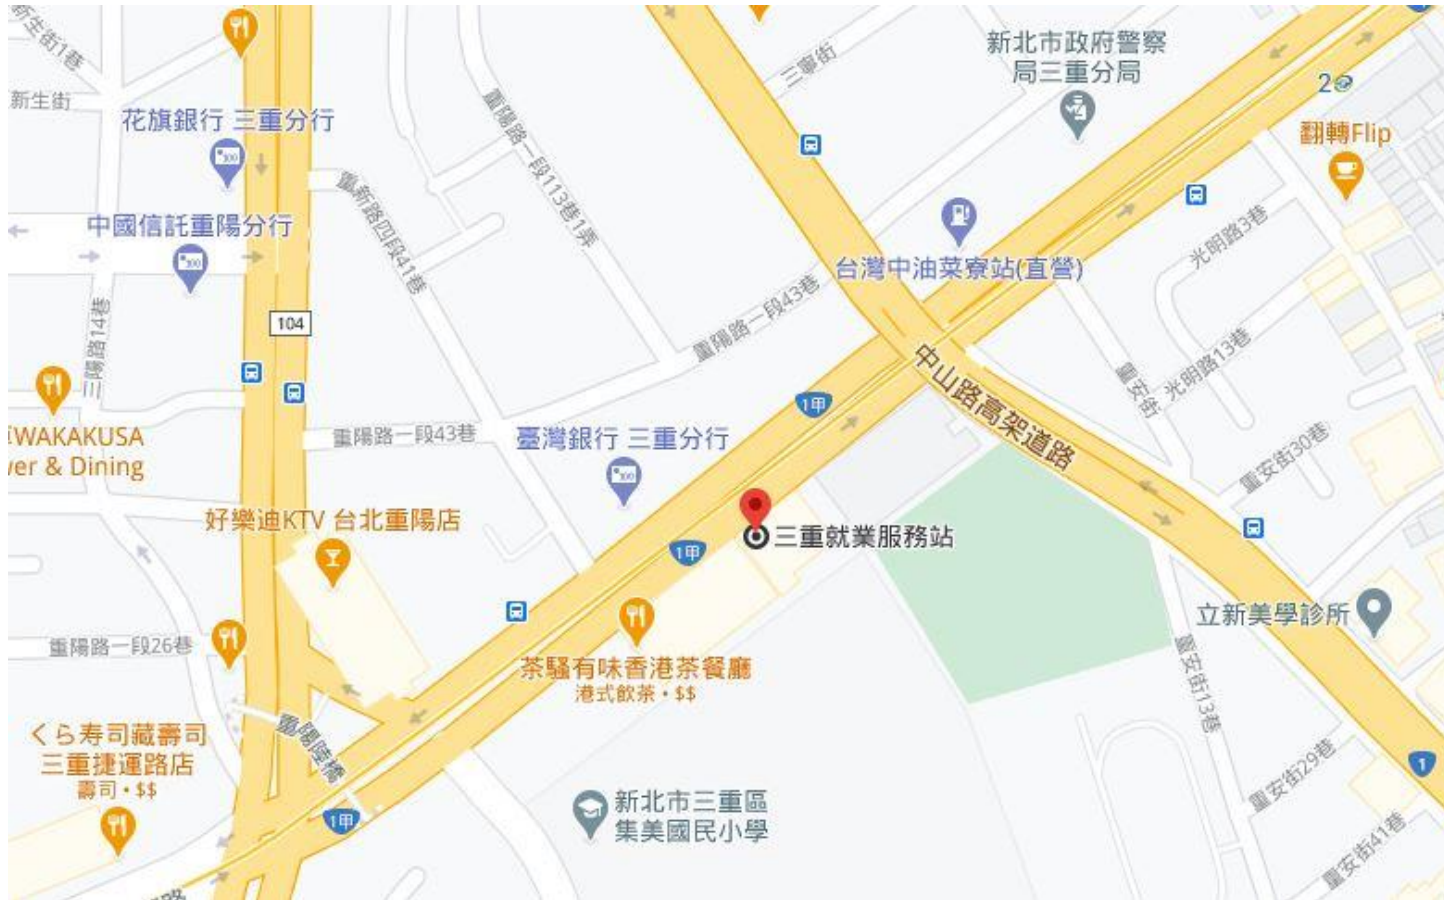 新生街1巷
三寧街
新北市政府警察
局三重分局
新生街
花旗銀行 三重分行
重陽路一段113巷1弄
2
翻轉Flip
重新路四段41巷
中國信託重陽分行
光明路3巷
台灣中油菜寮站(直營)
104
三陽路14巷
重陽路一段43巷
光明路13巷
重安街
中山路高架道路
1甲
WAKAKUSA
er & Dining
重陽路一段43巷
臺灣銀行 三重分行
重安街30巷
好樂迪KTV 台北重陽店
三重就業服務站
1甲
立新美學診所
重陽路一段26巷
茶騷有味香港茶餐廳
港式飲茶・$$
重安街13巷
くら寿司藏壽司
三重捷運路店
壽司・$$
重陽陸橋
1甲
新北市三重區
集美國民小學
重安街29巷
1
重安街41巷